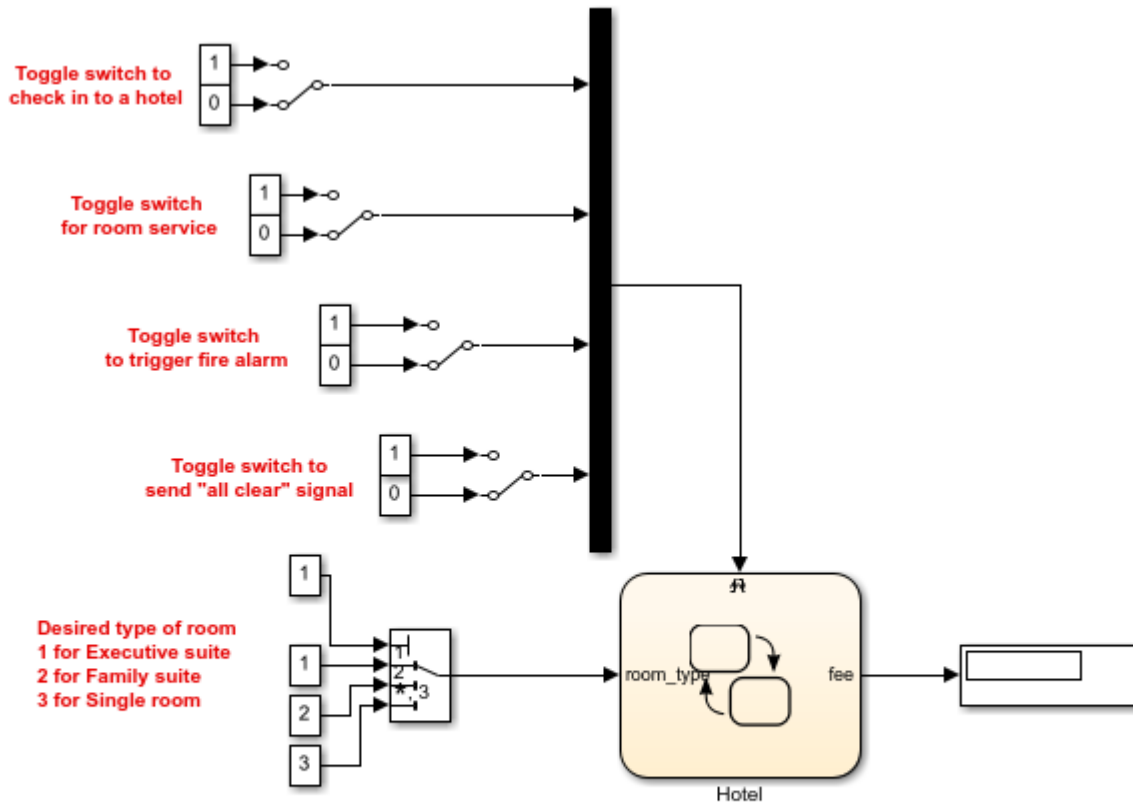 Toggle switch to
check in to a hotel
1
0
Toggle switch
for room service
1
0
Toggle switch
to trigger fire alarm
1
0
Toggle switch to
send "all clear" signal
1
0
1
Desired type of room
1 for Executive suite
2 for Family suite
3 for Single room
1
2
3
1
2
*, 3
room_type
fee
Hotel